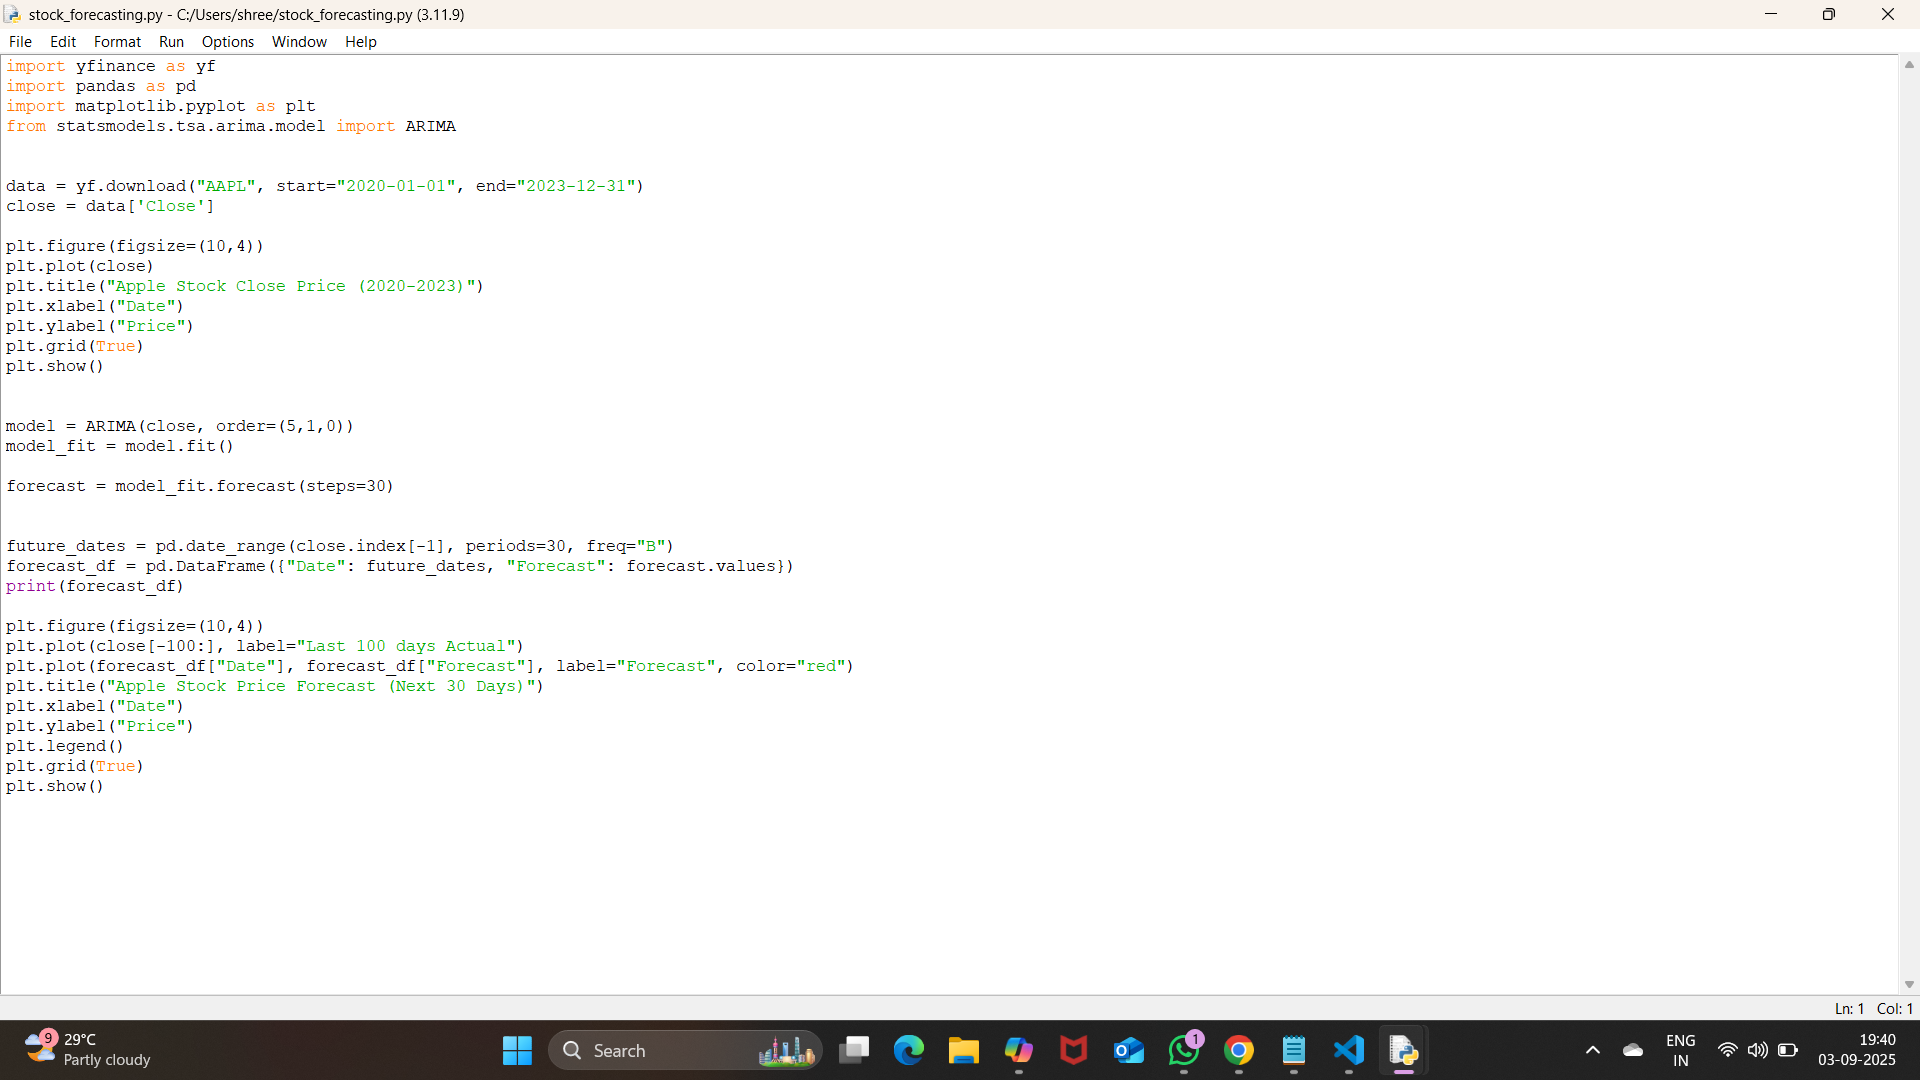 stock_forecasting.py - C:/Users/shree/stock_forecasting.py (3.11.9)
File Edit Format Run Options Window Help
import yfinance as yf
import pandas as pd
import matplotlib.pyplot as plt
from statsmodels.tsa.arima.model import ARIMA
data = yf.download("AAPL", start="2020-01-01", end="2023-12-31")
close = data['Close']
plt.figure(figsize=(10,4))
plt.plot(close)
plt.title("Apple Stock Close Price (2020-2023)")
plt.xlabel("Date")
plt.ylabel("Price")
plt.grid(True)
plt.show()
model = ARIMA(close, order=(5,1,0))
model_fit = model.fit()
forecast = model_fit.forecast(steps=30)
future_dates = pd.date_range(close.index[-1], periods=30, freq="B")
forecast_df = pd.DataFrame({"Date": future_dates, "Forecast": forecast.values})
print(forecast_df)
plt.figure(figsize=(10,4))
plt.plot(close[-100:], label="Last 100 days Actual")
plt.plot(forecast_df["Date"], forecast_df["Forecast"], label="Forecast", color="red")
plt.title("Apple Stock Price Forecast (Next 30 Days)")
plt.xlabel("Date")
plt.ylabel("Price")
plt.legend()
plt.grid(True)
plt.show()
Ln: 1 Col: 1
9
29°C
Partly cloudy
Search
1
ENG
IN
19:40
03-09-2025